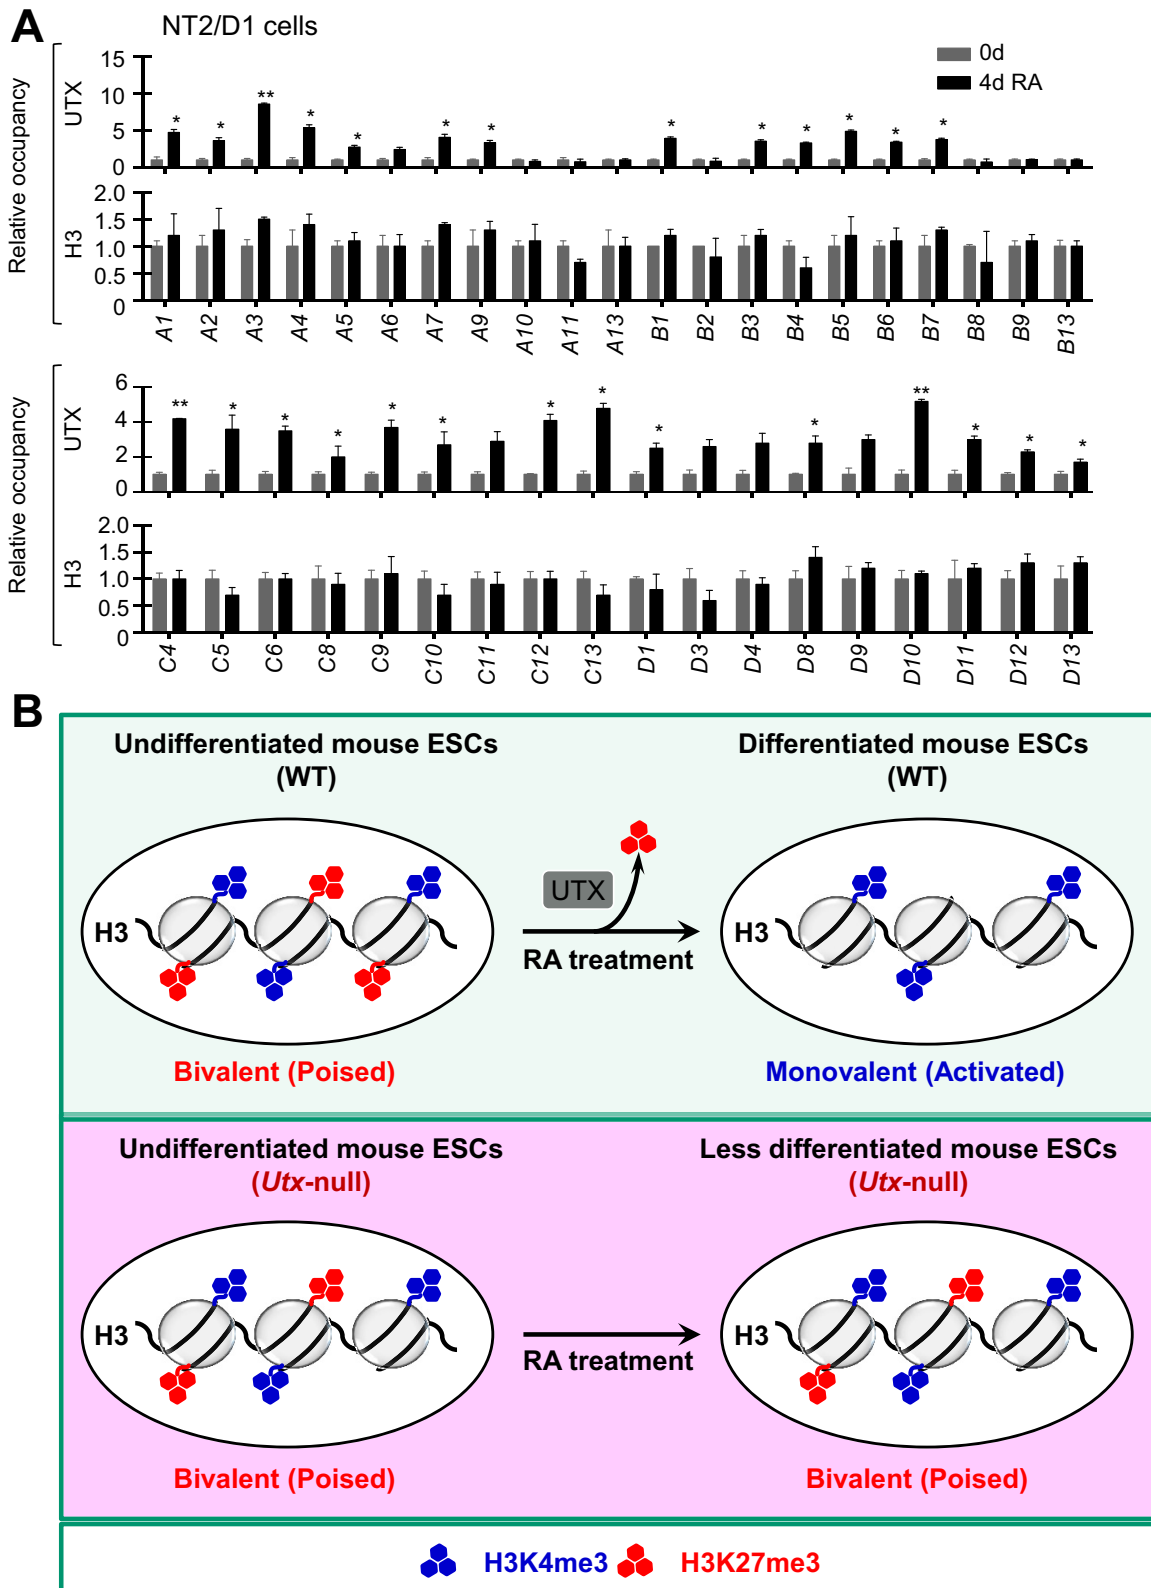 A
NT2/D1 cells
0d
4d RA
Relative occupancy
UTX
15
10
5
0
* * ** * * * * * * * * * *
H3
2.0
1.5
1.0
0.5
0
A1 A2 A3 A4 A5 A6 A7 A9 A10 A11 A13 B1 B2 B3 B4 B5 B6 B7 B8 B9 B13
Relative occupancy
UTX
6
4
2
0
** * * * * * * * * * ** * * *
H3
2.0
1.5
1.0
0.5
0
C4 C5 C6 C8 C9 C10 C11 C12 C13 D1 D3 D4 D8 D9 D10 D11 D12 D13
B
Undifferentiated mouse ESCs
(WT)
H3
Bivalent (Poised)
UTX
RA treatment
Differentiated mouse ESCs
(WT)
H3
Monovalent (Activated)
Undifferentiated mouse ESCs
(Utx-null)
H3
Bivalent (Poised)
RA treatment
Less differentiated mouse ESCs
(Utx-null)
H3
Bivalent (Poised)
H3K4me3 H3K27me3